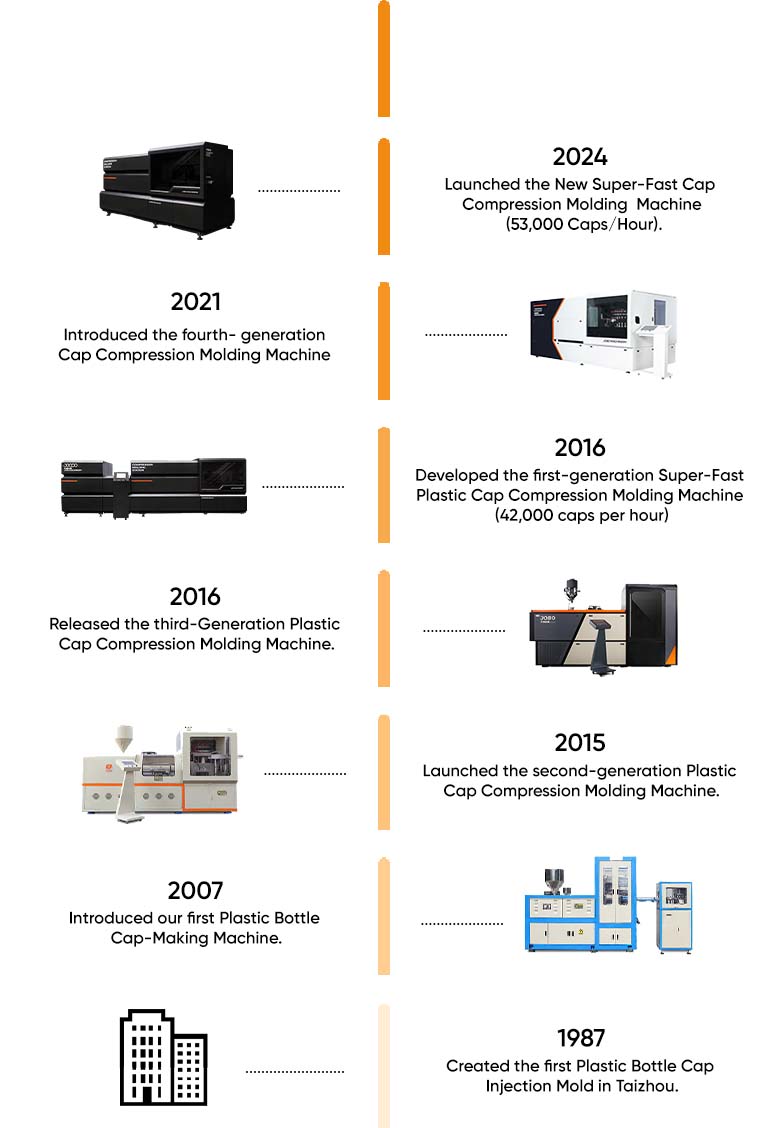 2024
Launched the New Super-Fast Cap
Compression Molding Machine
(53,000 Caps/Hour).
2021
Introduced the fourth- generation
Cap Compression Molding Machine
2016
Developed the first-generation Super-Fast
Plastic Cap Compression Molding Machine
(42,000 caps per hour)
2016
Released the third-Generation Plastic
Cap Compression Molding Machine.
JOBO
2015
Launched the second-generation Plastic
Cap Compression Molding Machine.
2007
Introduced our first Plastic Bottle
Cap-Making Machine.
1987
Created the first Plastic Bottle Cap
Injection Mold in Taizhou.